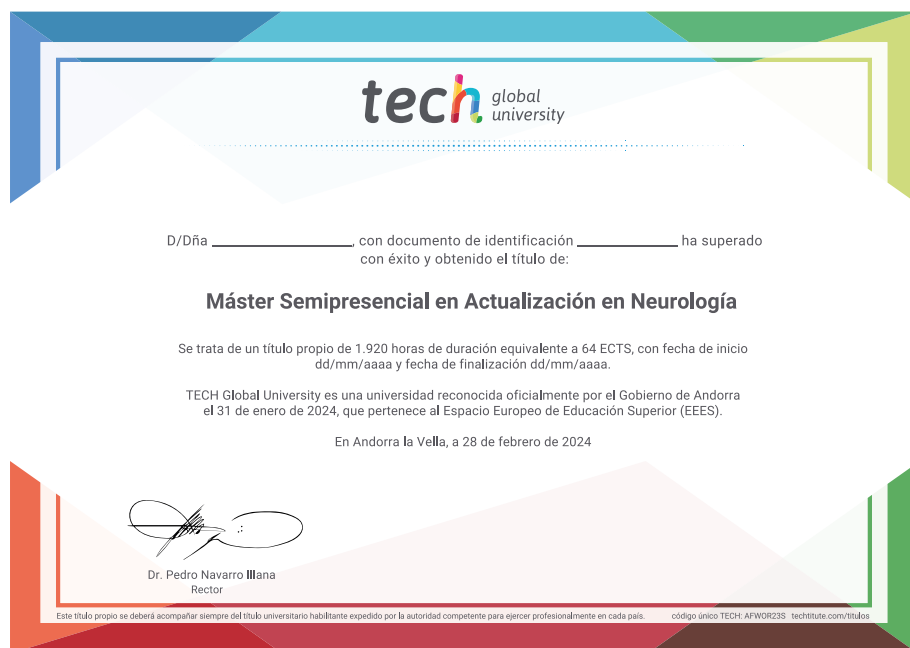 tech global university
D/Dña ______________, con documento de identificación ______________ ha superado
con éxito y obtenido el título de:
Máster Semipresencial en Actualización en Neurología
Se trata de un título propio de 1.920 horas de duración equivalente a 64 ECTS, con fecha de inicio
dd/mm/aaaa y fecha de finalización dd/mm/aaaa.
TECH Global University es una universidad reconocida oficialmente por el Gobierno de Andorra
el 31 de enero de 2024, que pertenece al Espacio Europeo de Educación Superior (EEES).
En Andorra la Vella, a 28 de febrero de 2024
Dr. Pedro Navarro Illana
Rector
Este título propio se deberá acompañar siempre del título universitario habilitante expedido por la autoridad competente para ejercer profesionalmente en cada país. código único TECH: AFWOR23S techtitute.com/titulos